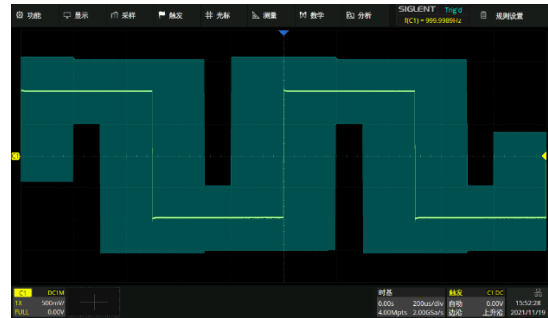 功能 显示 采样 触发 光标 测量 数学 分析 SIGLENT Trig'd 规则设置
f(C1) = 999.9989Hz
C1
C1 DC1M 时基 触发 C1 DC
1X 500mV/ 0.00s 200us/div 自动 0.00V 15:52:28
FULL 0.00V 4.00Mpts 2.00GSa/s 边沿 上升沿 2021/11/19